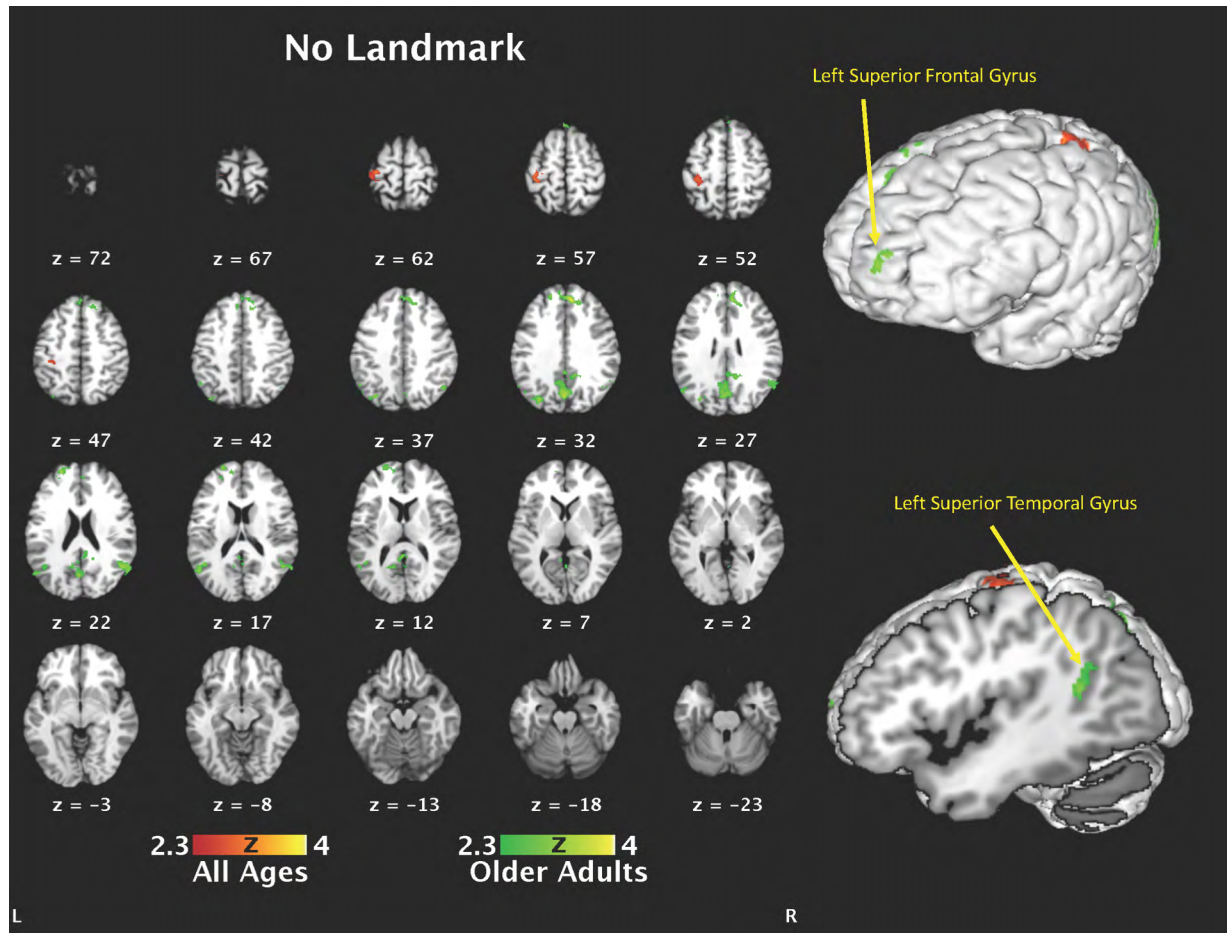 No Landmark
Left Superior Frontal Gyrus
z = 72
z = 67
z = 62
z = 57
z = 52
z = 47
z = 42
z = 37
z = 32
z = 27
Left Superior Temporal Gyrus
z = 22
z = 17
z = 12
z = 7
z = 2
z = -3
z = -8
z = -13
z = -18
z = -23
2.3 Z 4
All Ages
2.3 Z 4
Older Adults
L
R